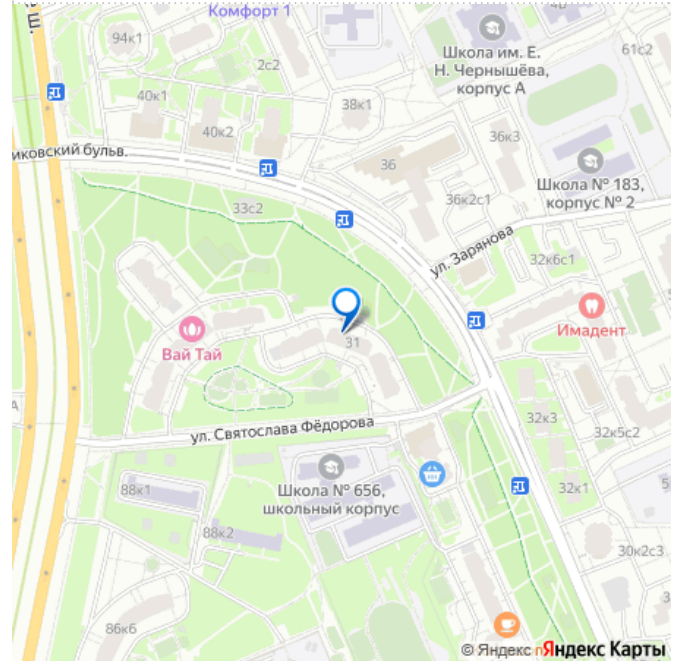 Ш.
Комфорт 1
94к1
2с2
Школа им. Е.
Н. Чернышёва,
корпус А
61с2
40к1
38к1
40к2
36
36к3
иковский бульв.
Школа № 183,
корпус № 2
36к2с1
33с2
ул. Зарянова
32к6с1
Имадент
Вай Тай
31
ул. Святослава Фёдорова
32к3
32к5с2
88к1
Школа № 656,
школьный корпус
32к1
88к2
30к2с3
86к6
© Яндекс
Яндекс Карты